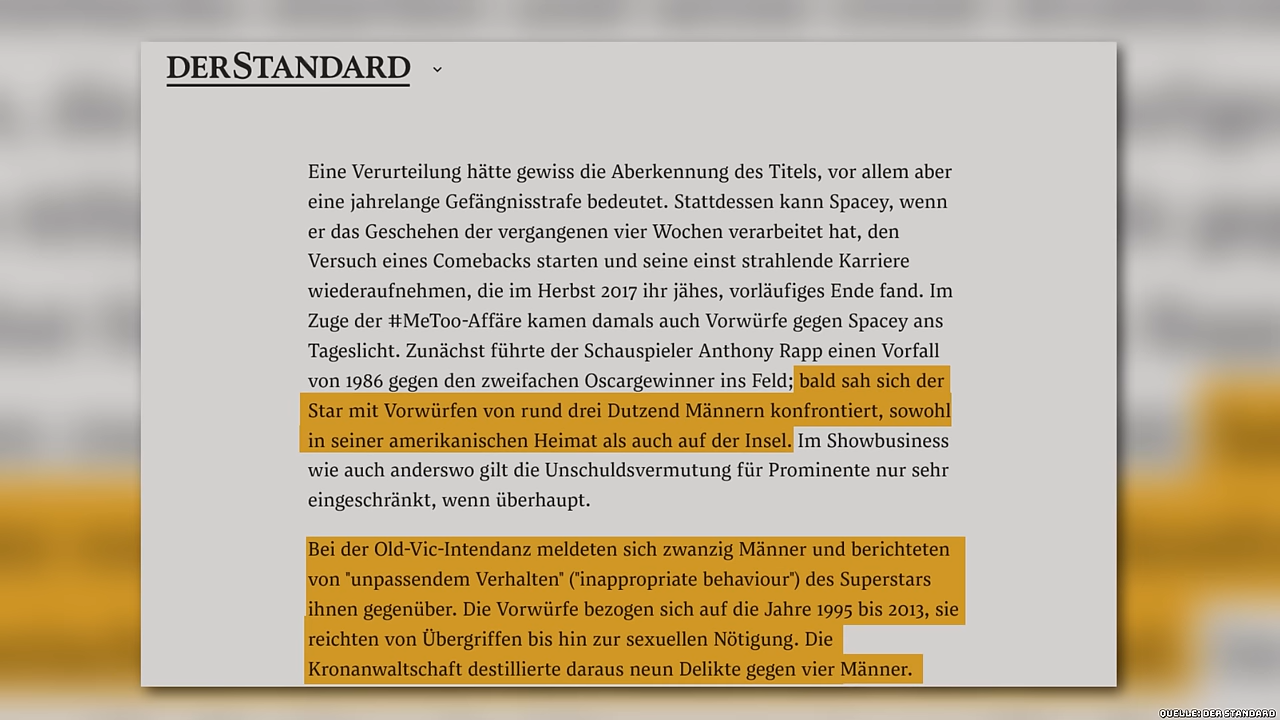 DERSTANDARD
Eine Verurteilung hätte gewiss die Aberkennung des Titels, vor allem aber
eine jahrelange Gefängnisstrafe bedeutet. Stattdessen kann Spacey, wenn
er das Geschehen der vergangenen vier Wochen verarbeitet hat, den
Versuch eines Comebacks starten und seine einst strahlende Karriere
wiederaufnehmen, die im Herbst 2017 ihr jähes, vorläufiges Ende fand. Im
Zuge der #MeToo-Affäre kamen damals auch Vorwürfe gegen Spacey ans
Tageslicht. Zunächst führte der Schauspieler Anthony Rapp einen Vorfall
von 1986 gegen den zweifachen Oscargewinner ins Feld; bald sah sich der
Star mit Vorwürfen von rund drei Dutzend Männern konfrontiert, sowohl
in seiner amerikanischen Heimat als auch auf der Insel. Im Showbusiness
wie auch anderswo gilt die Unschuldsvermutung für Prominente nur sehr
eingeschränkt, wenn überhaupt.
Bei der Old-Vic-Intendanz meldeten sich zwanzig Männer und berichteten
von "unpassendem Verhalten" ("inappropriate behaviour") des Superstars
ihnen gegenüber. Die Vorwürfe bezogen sich auf die Jahre 1995 bis 2013, sie
reichten von Übergriffen bis hin zur sexuellen Nötigung. Die
Kronanwaltschaft destillierte daraus neun Delikte gegen vier Männer.
QUELLE: DER STANDARD